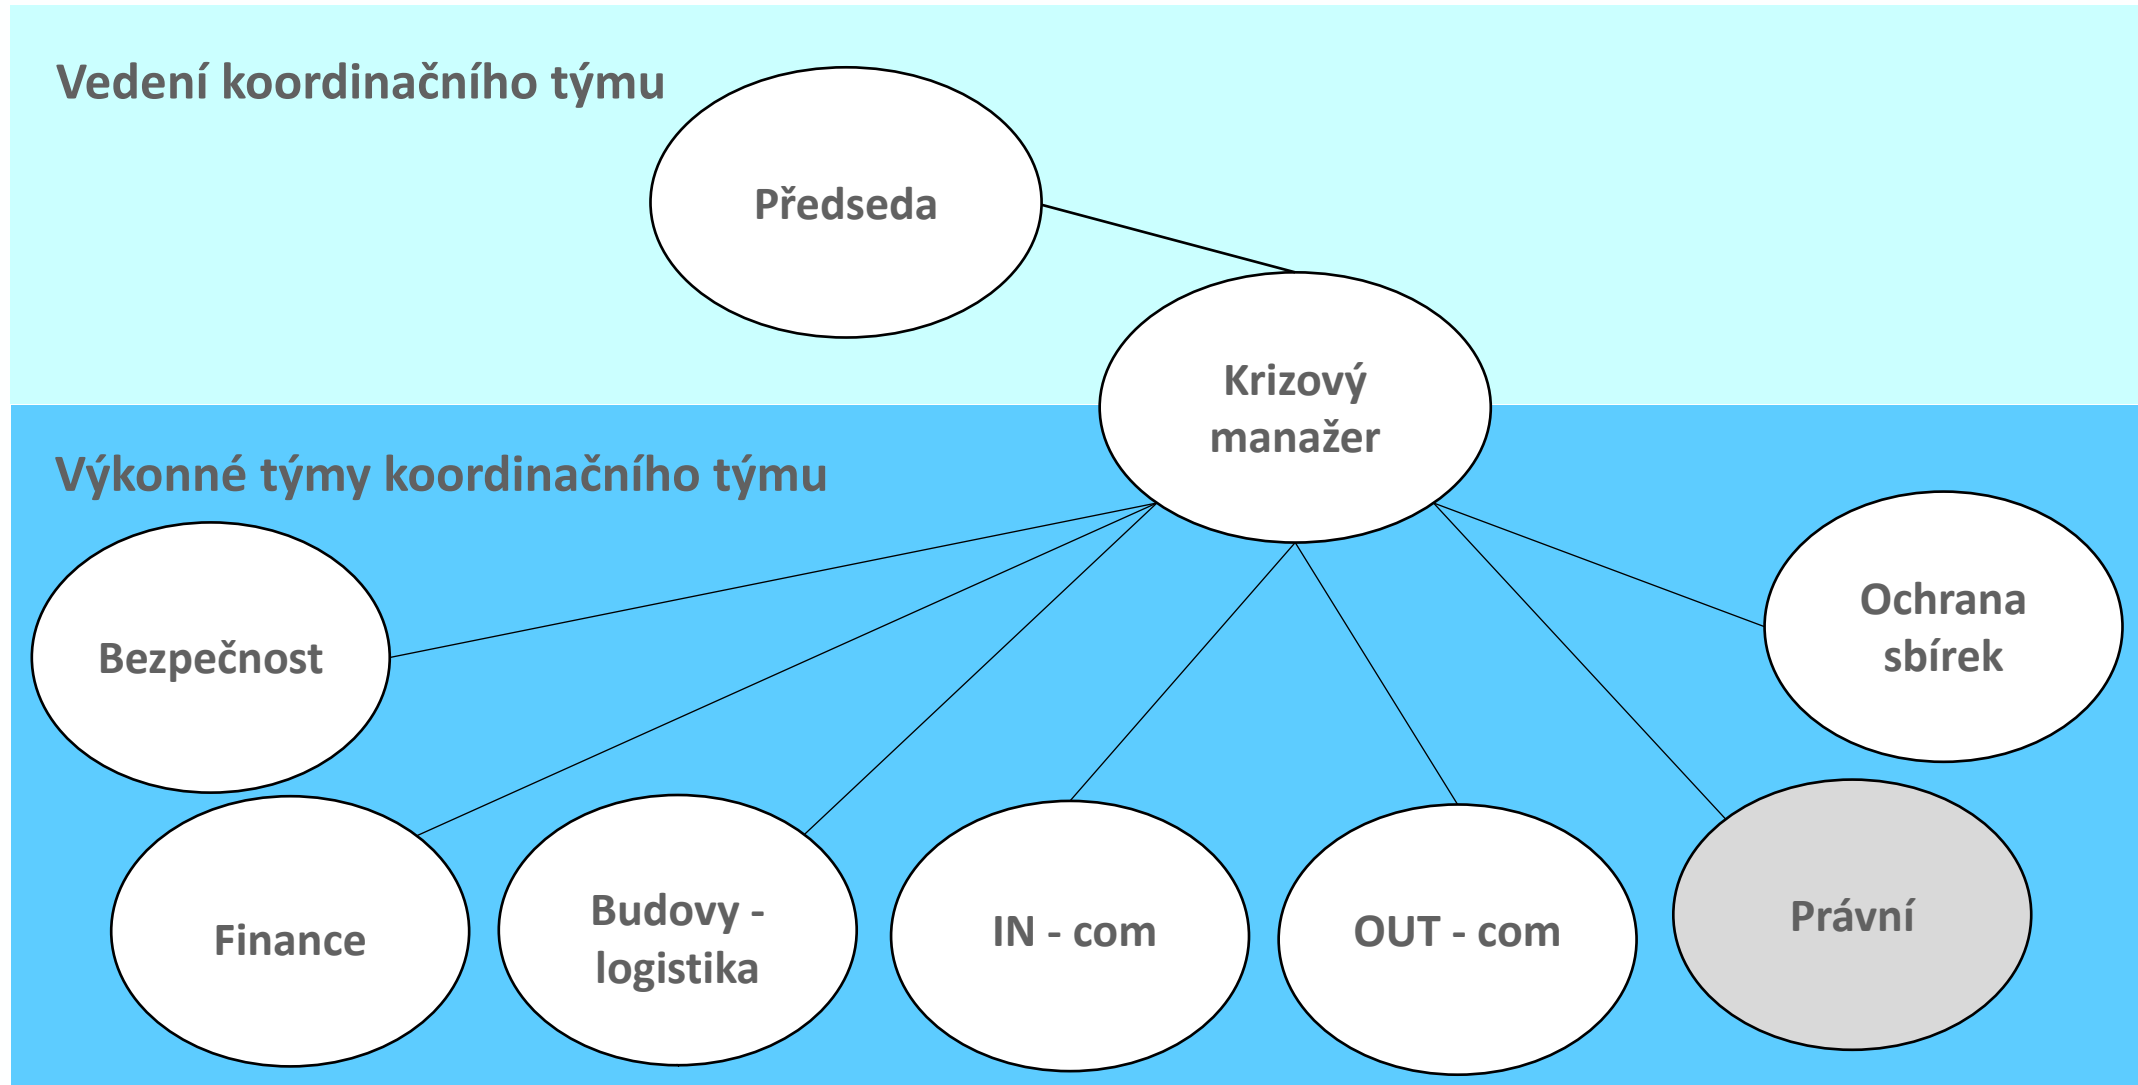 Vedení koordinačního týmu
Předseda
Krizový
manažer
Výkonné týmy koordinačního týmu
Bezpečnost
Ochrana
sbírek
Finance
Budovy -
logistika
IN - com
OUT - com
Právní